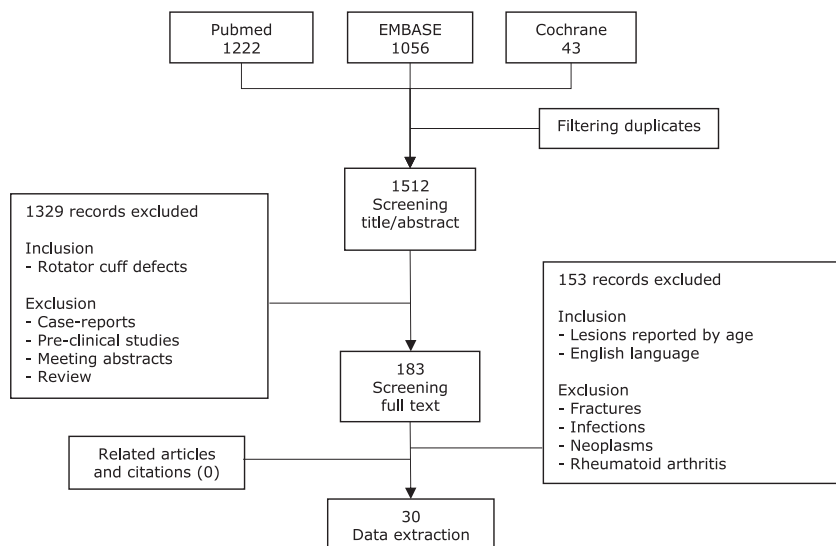 Pubmed
1222
EMBASE
1056
Cochrane
43
Filtering duplicates
1512
Screening
title/abstract
1329 records excluded
Inclusion
- Rotator cuff defects
Exclusion
- Case-reports
- Pre-clinical studies
- Meeting abstracts
- Review
153 records excluded
Inclusion
- Lesions reported by age
- English language
Exclusion
- Fractures
- Infections
- Neoplasms
- Rheumatoid arthritis
183
Screening
full text
Related articles
and citations (0)
30
Data extraction